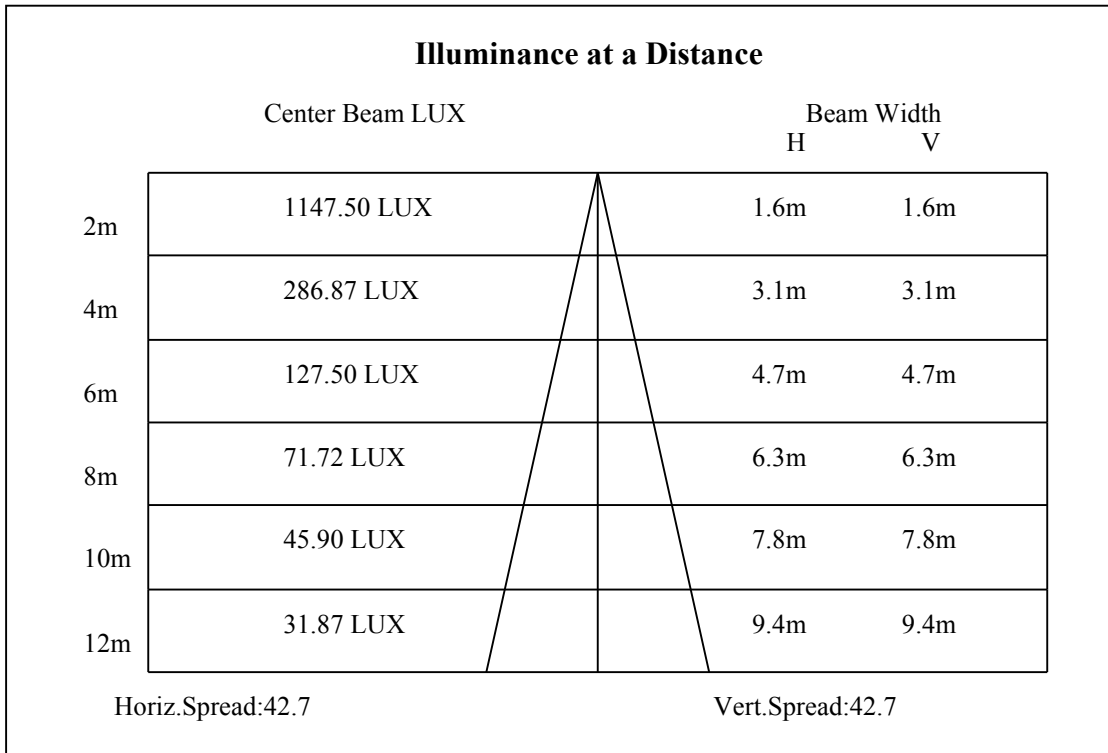 Illuminance at a Distance
Center Beam LUX Beam Width
H V
2m 1147.50 LUX 1.6m 1.6m
4m 286.87 LUX 3.1m 3.1m
6m 127.50 LUX 4.7m 4.7m
8m 71.72 LUX 6.3m 6.3m
10m 45.90 LUX 7.8m 7.8m
12m 31.87 LUX 9.4m 9.4m
Horiz.Spread:42.7 Vert.Spread:42.7